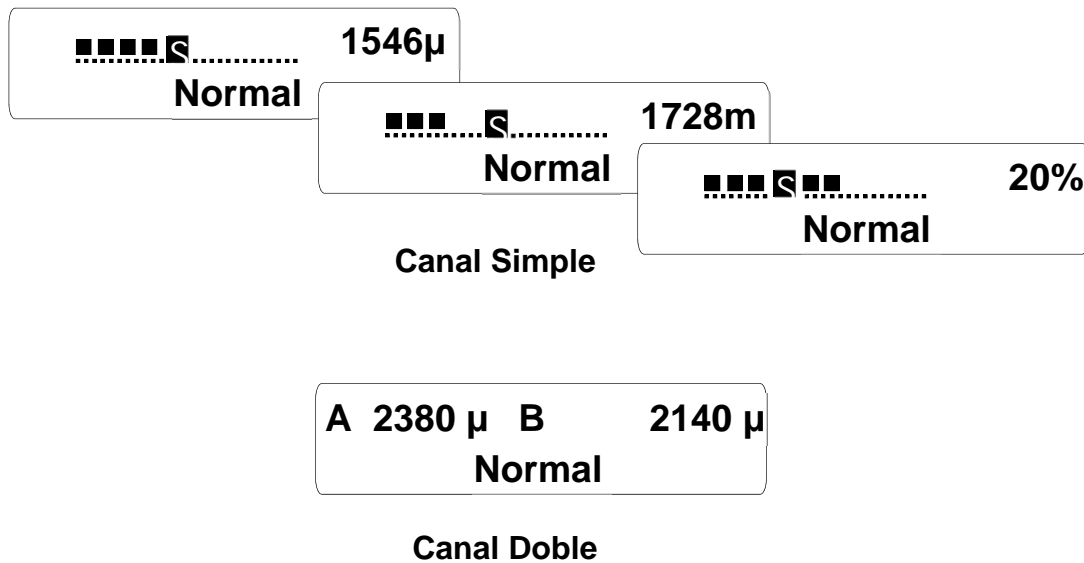 S 1546µ
Normal
S 1728m
Normal
S 20%
Normal
Canal Simple
A 2380 µ B 2140 µ
Normal
Canal Doble